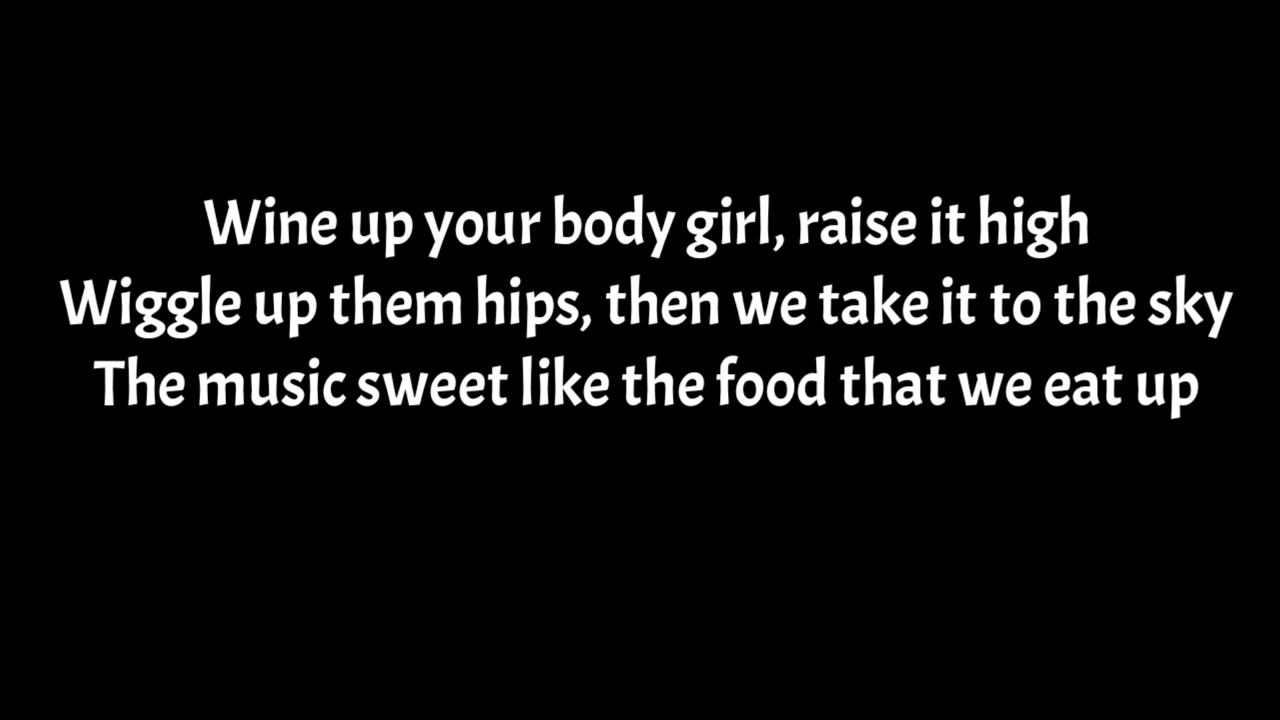 Wine up your body girl, raise it high
Wiggle up them hips, then we take it to the sky
The music sweet like the food that we eat up